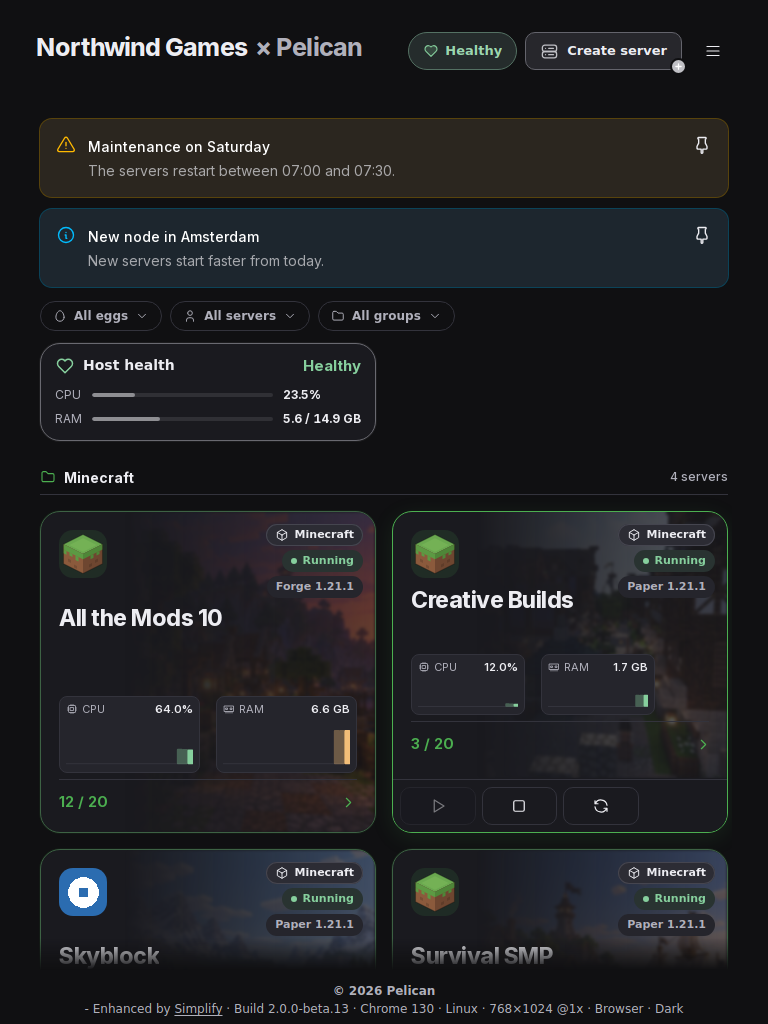 Northwind Games × Pelican
Healthy
Create server
Maintenance on Saturday
The servers restart between 07:00 and 07:30.
New node in Amsterdam
New servers start faster from today.
All eggs
All servers
All groups
Host health
Healthy
CPU
23.5%
RAM
5.6 / 14.9 GB
Minecraft
4 servers
Minecraft
Running
Forge 1.21.1
All the Mods 10
CPU
64.0%
RAM
6.6 GB
12 / 20
Minecraft
Running
Paper 1.21.1
Creative Builds
CPU
12.0%
RAM
1.7 GB
3 / 20
Minecraft
Running
Paper 1.21.1
Skyblock
Minecraft
Running
Paper 1.21.1
Survival SMP
© 2026 Pelican
- Enhanced by Simplify · Build 2.0.0-beta.13 · Chrome 130 · Linux · 768×1024 @1x · Browser · Dark